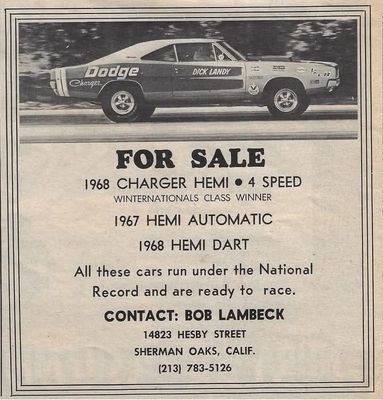 Dodge
Charger
DICK LANDY
FOR SALE
1968 CHARGER HEMI • 4 SPEED
WINTERNATIONALS CLASS WINNER
1967 HEMI AUTOMATIC
1968 HEMI DART
All these cars run under the National
Record and are ready to race.
CONTACT: BOB LAMBECK
14823 HESBY STREET
SHERMAN OAKS, CALIF.
(213) 783-5126